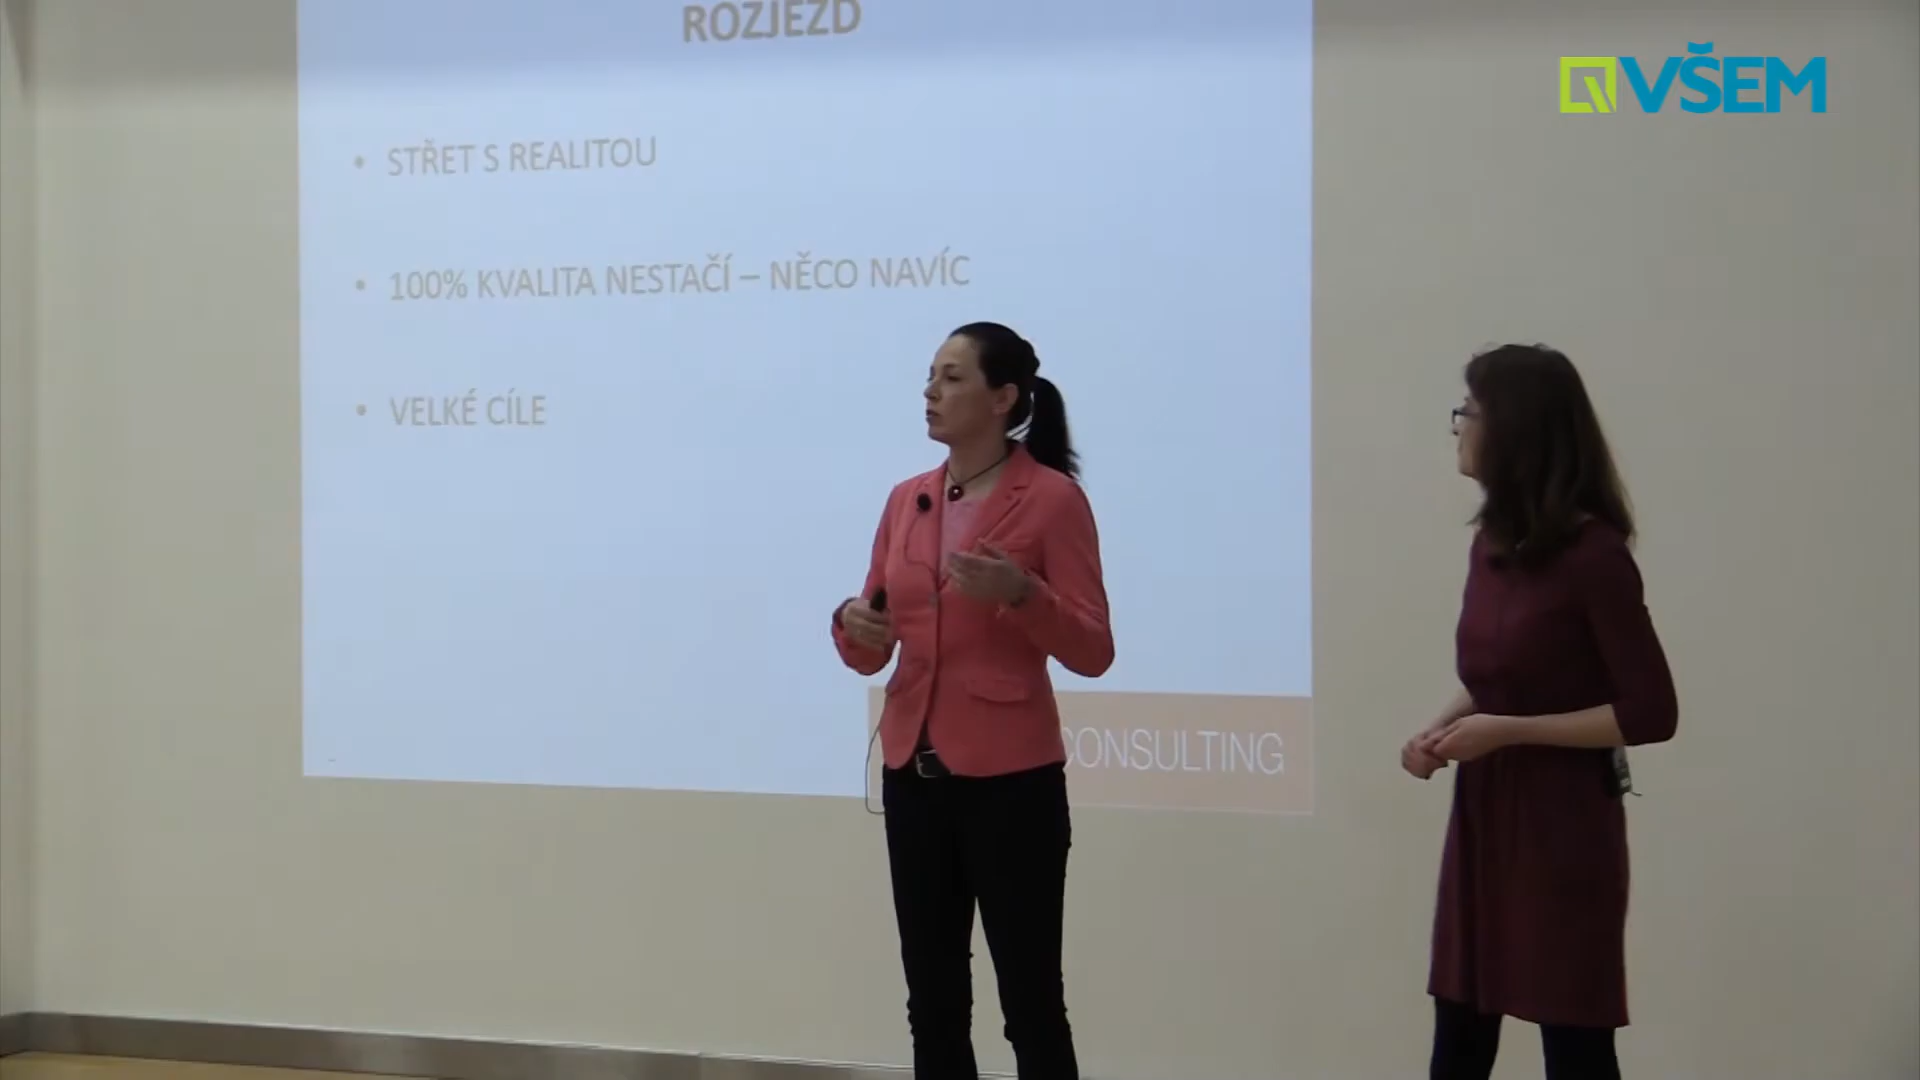 ROZJEZD
VŠEM
• STŘET S REALITOU
• 100% KVALITA NESTAČÍ – NĚCO NAVÍC
• VELKÉ CÍLE
CONSULTING